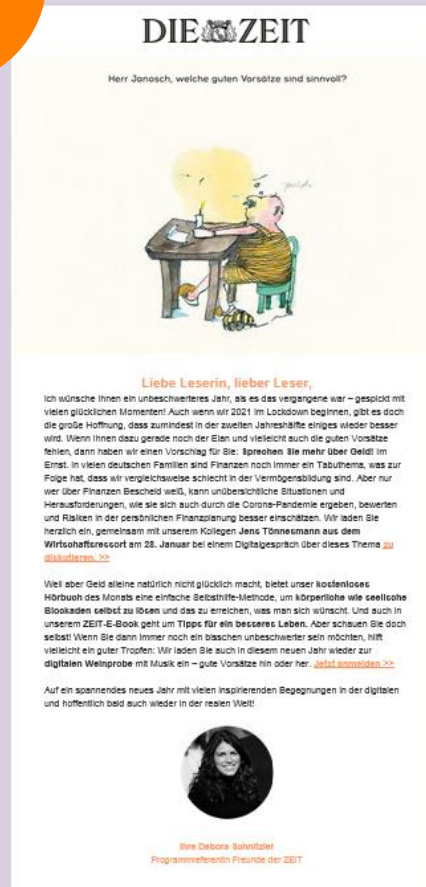 DIE ZEIT
Herr Janosch, welche guten Vorsätze sind sinnvoll?
Liebe Leserin, lieber Leser,
ich wünsche Ihnen ein unbeschwerteres Jahr, als es das vergangene war – gespickt mit
vielen glücklichen Momenten! Auch wenn wir 2021 im Lockdown beginnen, gibt es doch
die große Hoffnung, dass zumindest in der zweiten Jahreshälfte einiges wieder besser
wird. Wenn Ihnen dazu gerade noch der Elan und vielleicht auch die guten Vorsätze
fehlen, dann haben wir einen Vorschlag für Sie: Sprechen Sie mehr über Geld! Im
Ernst. In vielen deutschen Familien sind Finanzen noch immer ein Tabuthema, was zur
Folge hat, dass wir vergleichsweise schlecht in der Vermögensbildung sind. Aber nur
wer über Finanzen Bescheid weiß, kann unübersichtliche Situationen und
Herausforderungen, wie sie sich auch durch die Corona-Pandemie ergeben, bewerten
und Risiken in der persönlichen Finanzplanung besser einschätzen. Wir laden Sie
herzlich ein, gemeinsam mit unserem Kollegen Jens Tönnesmann aus dem
Wirtschaftsressort am 28. Januar bei einem Digitalgespräch über dieses Thema zu
diskutieren. >>
Weil aber Geld alleine natürlich nicht glücklich macht, bietet unser kostenloses
Hörbuch des Monats eine einfache Selbsthilfe-Methode, um körperliche wie seelische
Blockaden selbst zu lösen und das zu erreichen, was man sich wünscht. Und auch in
unserem ZEIT-E-Book geht um Tipps für ein besseres Leben. Aber schauen Sie doch
selbst! Wenn Sie dann immer noch ein bisschen unbeschwerter sein möchten, hilft
vielleicht ein guter Tropfen: Wir laden Sie auch in diesem neuen Jahr wieder zur
digitalen Weinprobe mit Musik ein – gute Vorsätze hin oder her. Jetzt anmelden >>
Auf ein spannendes neues Jahr mit vielen inspirierenden Begegnungen in der digitalen
und hoffentlich bald auch wieder in der realen Welt!
Ihre Debora Schnitzler
Programmreferentin Freunde der ZEIT